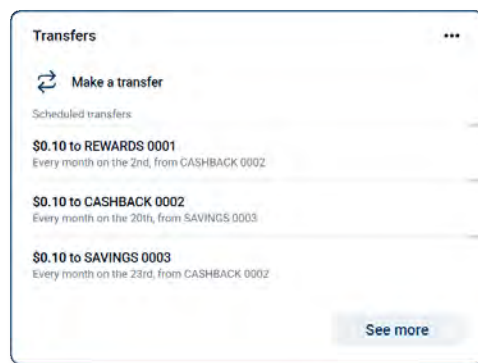 Transfers
Make a transfer
Scheduled transfers
$0.10 to REWARDS 0001
Every month on the 2nd, from CASHBACK 0002
$0.10 to CASHBACK 0002
Every month on the 20th, from SAVINGS 0003
$0.10 to SAVINGS 0003
Every month on the 23rd, from CASHBACK 0002
See more